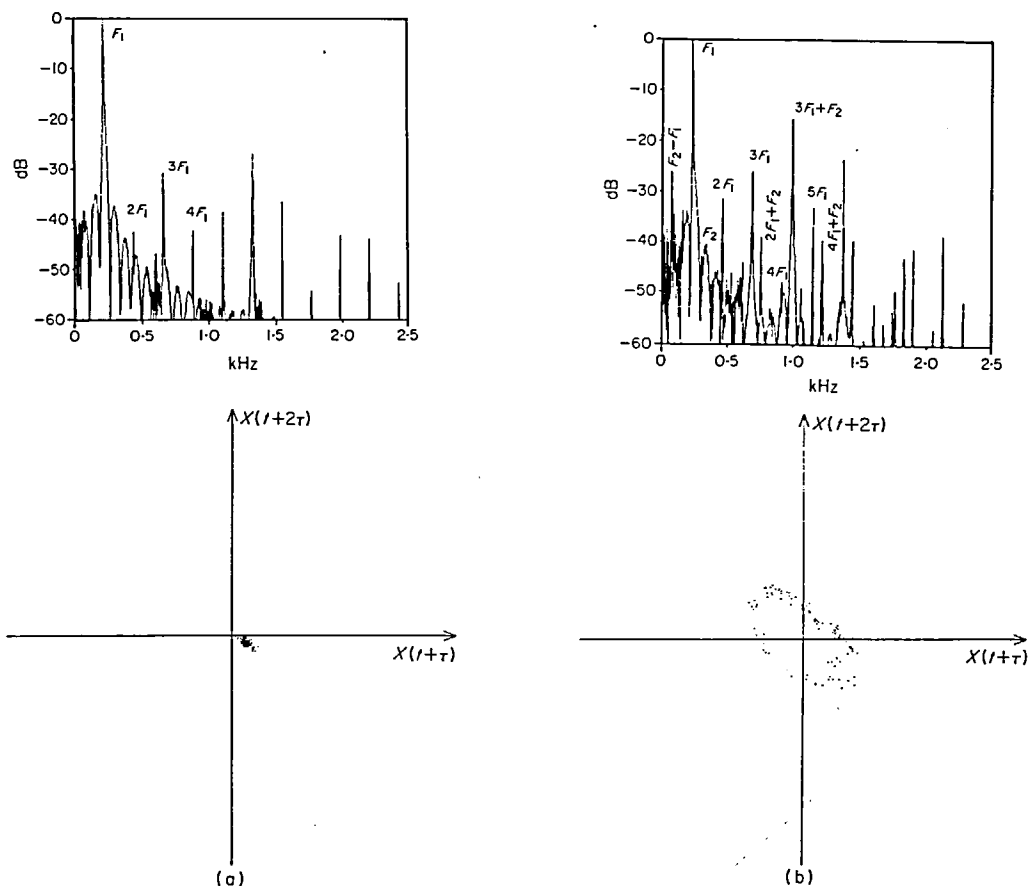 0
-10
-20
-30
-40
-50
-60
dB
F₁
2F₁
3F₁
4F₁
0
0·5
1·0
1·5
2·0
2·5
kHz
0
-10
-20
-30
-40
-50
-60
dB
F₂-F₁
F₁
F₂
2F₁
3F₁
2F₁+F₂
4F₁
3F₁+F₂
5F₁
4F₁+F₂
0
0·5
1·0
1·5
2·0
2·5
kHz
X(t+2τ)
X(t+τ)
(a)
X(t+2τ)
X(t+τ)
(b)